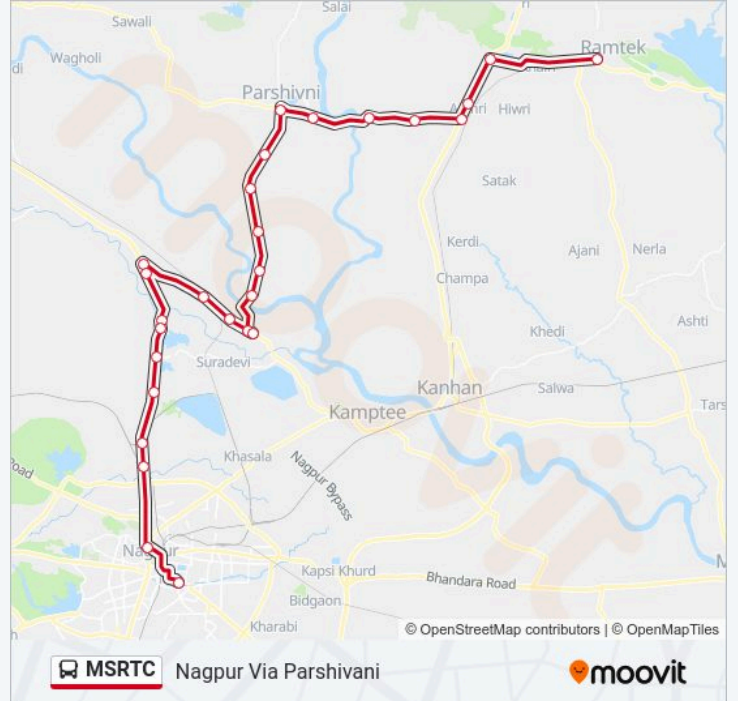 Salai
Sawali
Wagholi
Ramtek
Parshivni
Hiwri
Satak
Kerdi
Ajani
Nerla
Champa
Ashti
Khedi
Suradevi
Kanhan
Salwa
Kamptee
Tars
Khasala
Nagpur Bypass
Road
Kapsi Khurd
Bhandara Road
Bidgaon
Kharabi
© OpenStreetMap contributors | © OpenMapTiles
MSRTC Nagpur Via Parshivani
moovit